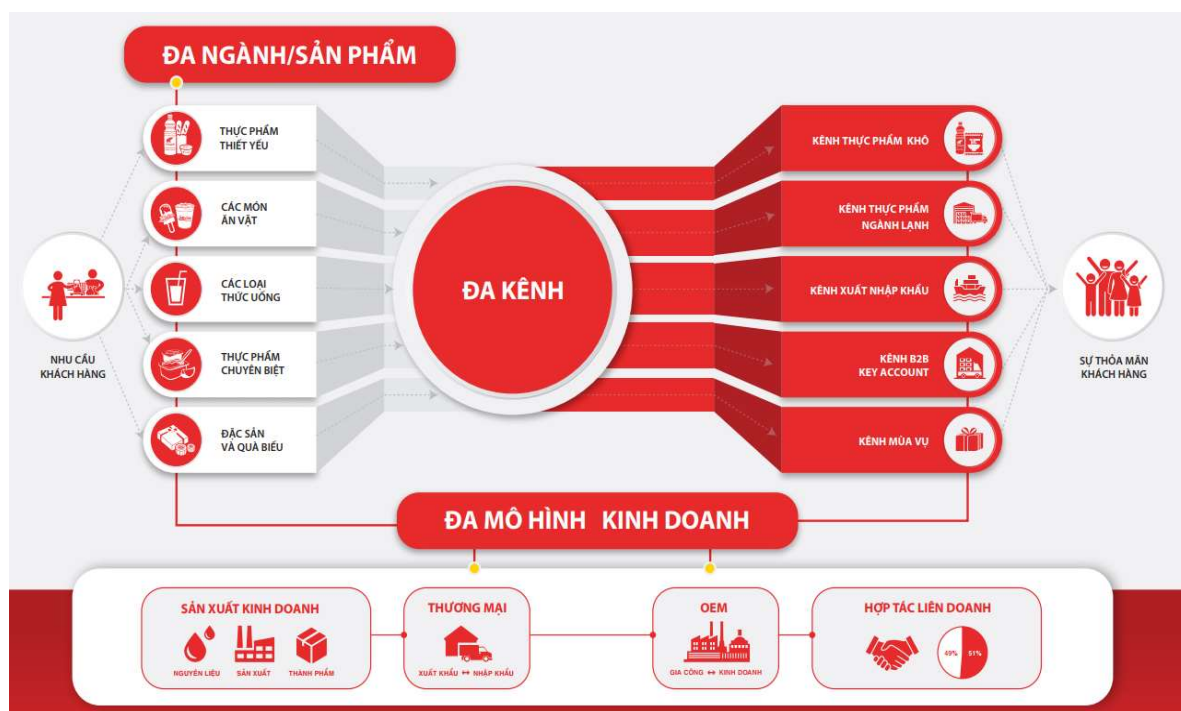 ĐA NGÀNH/SẢN PHẨM
THỰC PHẨM
THIẾT YẾU
CÁC MÓN
ĂN VẶT
CÁC LOẠI
THỨC UỐNG
THỰC PHẨM
CHUYÊN BIỆT
ĐẶC SẢN
VÀ QUÀ BIẾU
NHU CẦU
KHÁCH HÀNG
ĐA KÊNH
KÊNH THỰC PHẨM KHÔ
KÊNH THỰC PHẨM
NGÀNH LẠNH
KÊNH XUẤT NHẬP KHẨU
KÊNH B2B
KEY ACCOUNT
KÊNH MÙA VỤ
SỰ THỎA MÃN
KHÁCH HÀNG
ĐA MÔ HÌNH KINH DOANH
SẢN XUẤT KINH DOANH
NGUYÊN LIỆU SẢN XUẤT THÀNH PHẨM
THƯƠNG MẠI
XUẤT KHẨU ↔ NHẬP KHẨU
OEM
GIA CÔNG ↔ KINH DOANH
HỢP TÁC LIÊN DOANH
49% 51%